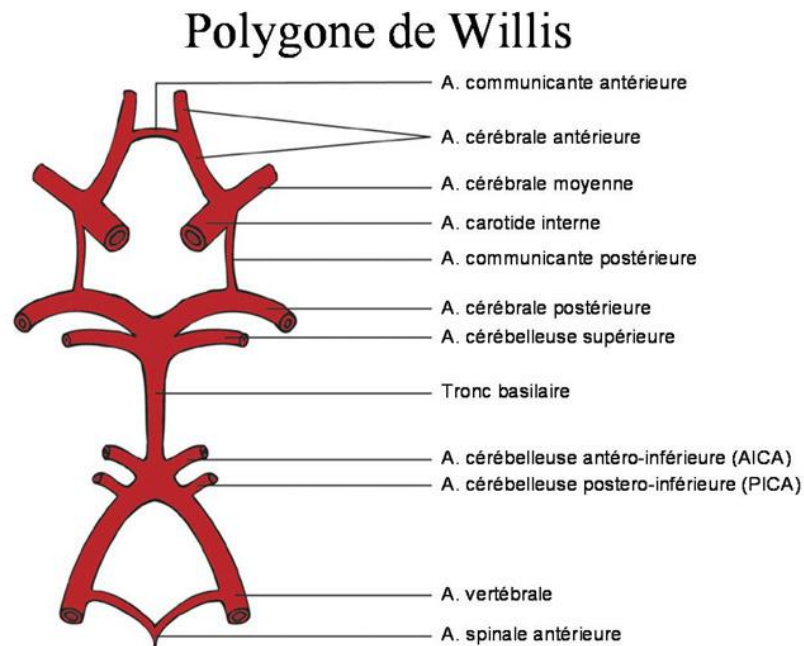 Polygone de Willis
A. communicante antérieure
A. cérébrale antérieure
A. cérébrale moyenne
A. carotide interne
A. communicante postérieure
A. cérébrale postérieure
A. cérébelleuse supérieure
Tronc basilaire
A. cérébelleuse antéro-inférieure (AICA)
A. cérébelleuse postero-inférieure (PICA)
A. vertébrale
A. spinale antérieure